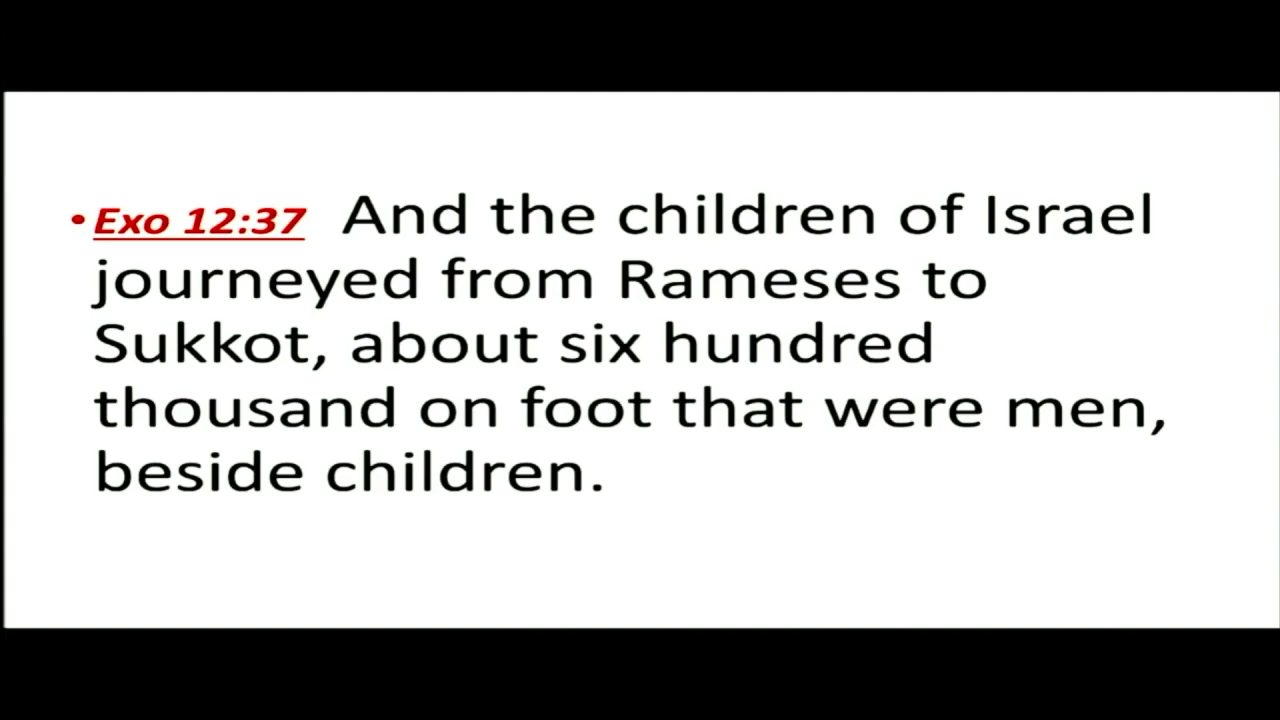 •Exo 12:37 And the children of Israel
journeyed from Rameses to
Sukkot, about six hundred
thousand on foot that were men,
beside children.